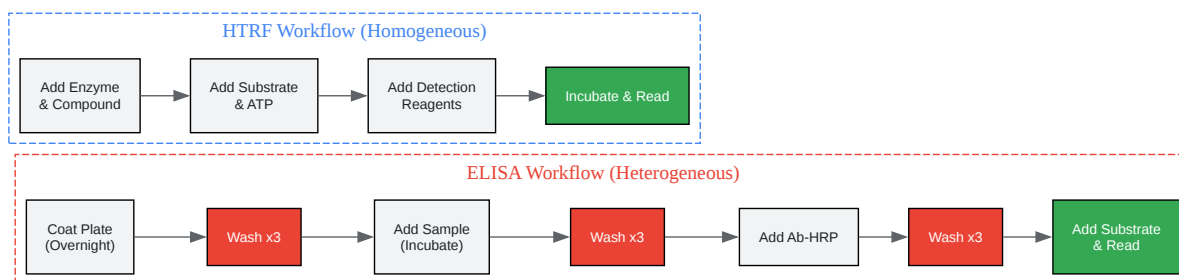 HTRF Workflow (Homogeneous)
Add Enzyme
& Compound
Add Substrate
& ATP
Add Detection
Reagents
Incubate & Read
ELISA Workflow (Heterogeneous)
Coat Plate
(Overnight)
Wash x3
Add Sample
(Incubate)
Wash x3
Add Ab-HRP
Wash x3
Add Substrate
& Read